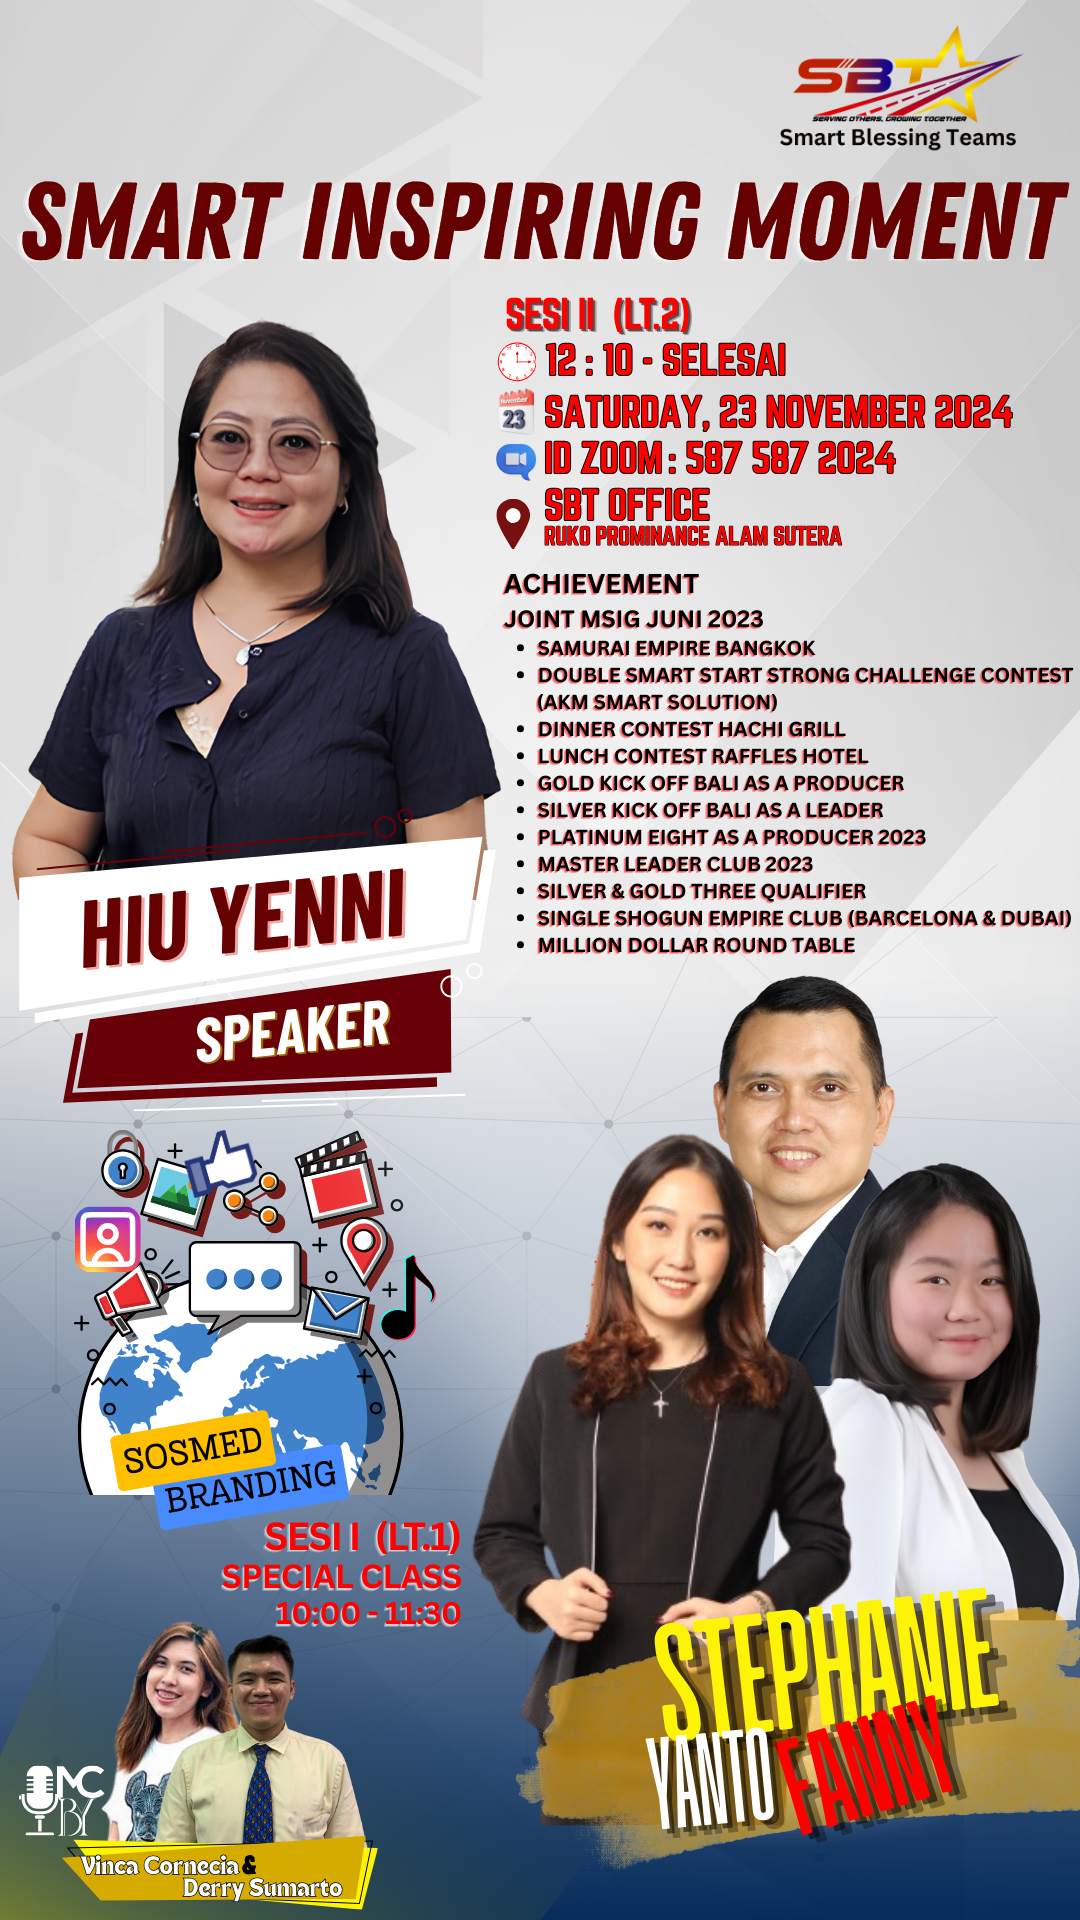 SBT
SERVING OTHERS, GROWING TOGETHER
Smart Blessing Teams
SMART INSPIRING MOMENT
SESI II (LT.2)
12 : 10 - SELESAI
November
23
SATURDAY, 23 NOVEMBER 2024
ID ZOOM : 587 587 2024
SBT OFFICE
RUKO PROMINANCE ALAM SUTERA
ACHIEVEMENT
JOINT MSIG JUNI 2023
• SAMURAI EMPIRE BANGKOK
• DOUBLE SMART START STRONG CHALLENGE CONTEST
(AKM SMART SOLUTION)
• DINNER CONTEST HACHI GRILL
• LUNCH CONTEST RAFFLES HOTEL
• GOLD KICK OFF BALI AS A PRODUCER
• SILVER KICK OFF BALI AS A LEADER
• PLATINUM EIGHT AS A PRODUCER 2023
• MASTER LEADER CLUB 2023
• SILVER & GOLD THREE QUALIFIER
• SINGLE SHOGUN EMPIRE CLUB (BARCELONA & DUBAI)
• MILLION DOLLAR ROUND TABLE
HIU YENNI
SPEAKER
SOSMED
BRANDING
SESI I (LT.1)
SPECIAL CLASS
10:00 - 11:30
STEPHANIE
YANTO FANNY
MC
BY
Vinca Cornecia &
Derry Sumarto